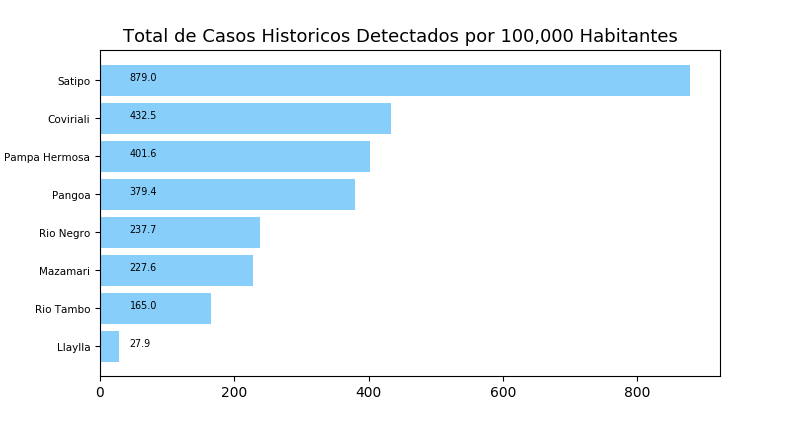 Total de Casos Historicos Detectados por 100,000 Habitantes
Satipo 879.0
Coviriali 432.5
Pampa Hermosa 401.6
Pangoa 379.4
Rio Negro 237.7
Mazamari 227.6
Rio Tambo 165.0
Llaylla 27.9
0 200 400 600 800